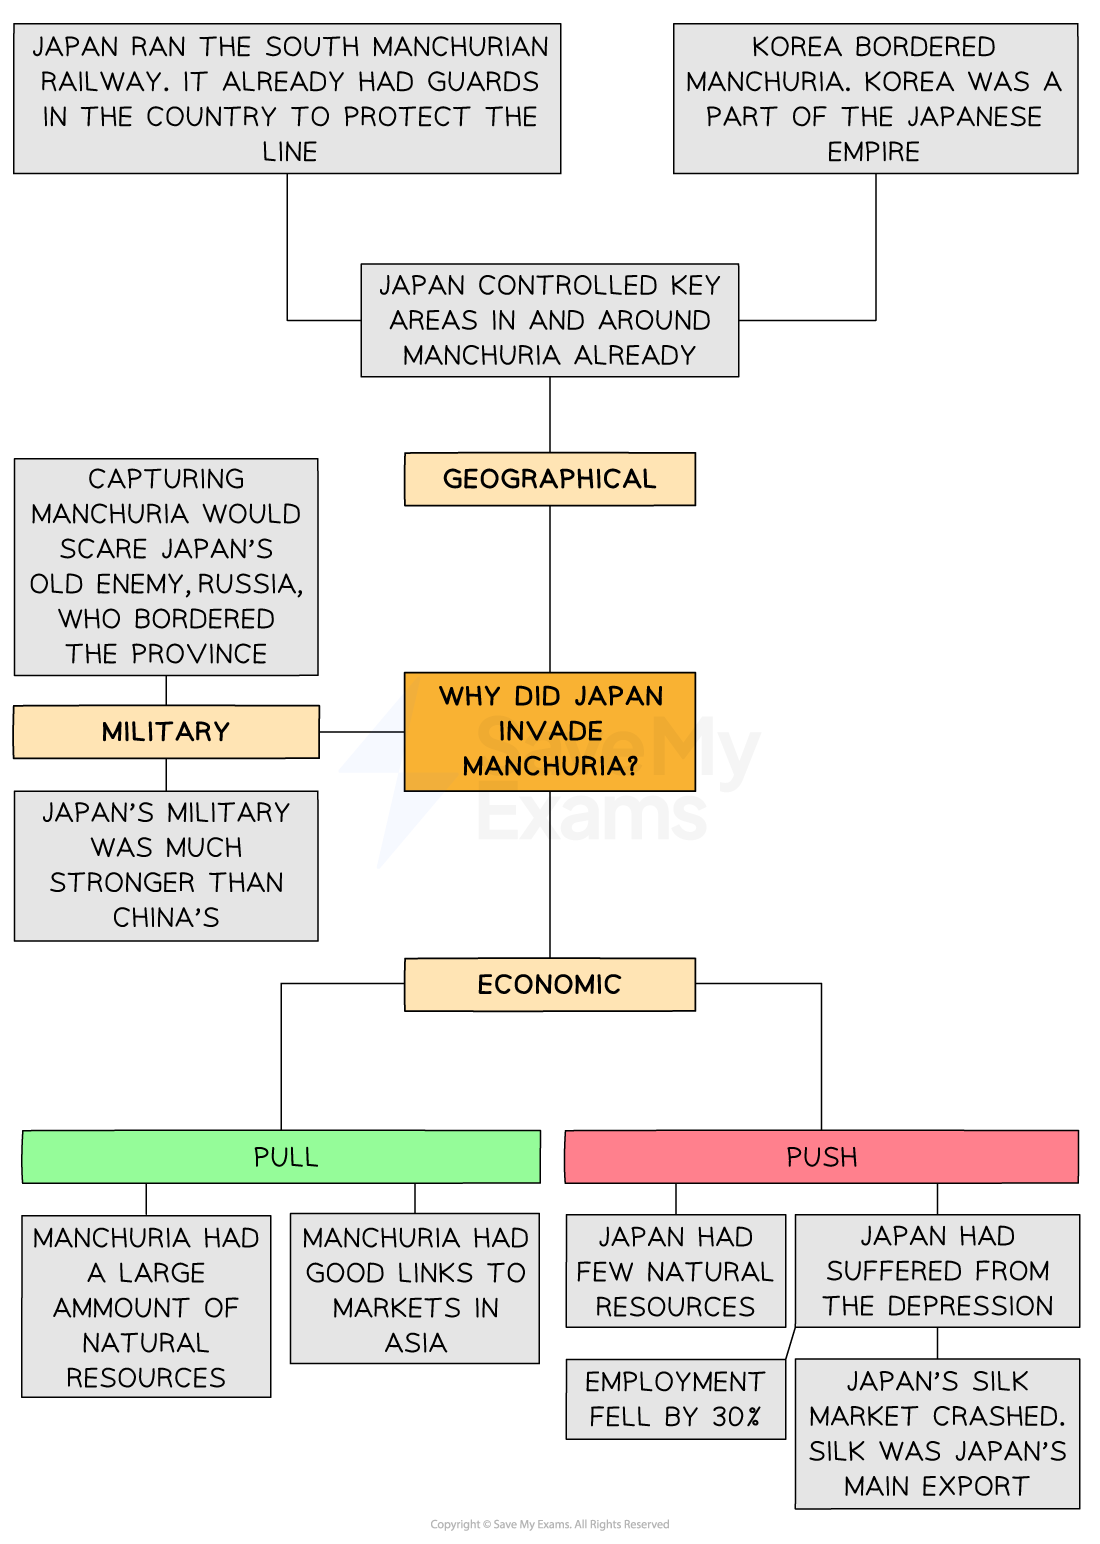 JAPAN RAN THE SOUTH MANCHURIAN
RAILWAY. IT ALREADY HAD GUARDS
IN THE COUNTRY TO PROTECT THE
LINE
KOREA BORDERED
MANCHURIA. KOREA WAS A
PART OF THE JAPANESE
EMPIRE
JAPAN CONTROLLED KEY
AREAS IN AND AROUND
MANCHURIA ALREADY
GEOGRAPHICAL
CAPTURING
MANCHURIA WOULD
SCARE JAPAN'S
OLD ENEMY, RUSSIA,
WHO BORDERED
THE PROVINCE
MILITARY
WHY DID JAPAN
INVADE
MANCHURIA?
SaveMy
Exams
JAPAN'S MILITARY
WAS MUCH
STRONGER THAN
CHINA'S
ECONOMIC
PULL
PUSH
MANCHURIA HAD
A LARGE
AMMOUNT OF
NATURAL
RESOURCES
MANCHURIA HAD
GOOD LINKS TO
MARKETS IN
ASIA
JAPAN HAD
FEW NATURAL
RESOURCES
JAPAN HAD
SUFFERED FROM
THE DEPRESSION
EMPLOYMENT
FELL BY 30%
JAPAN'S SILK
MARKET CRASHED.
SILK WAS JAPAN'S
MAIN EXPORT
Copyright © Save My Exams. All Rights Reserved